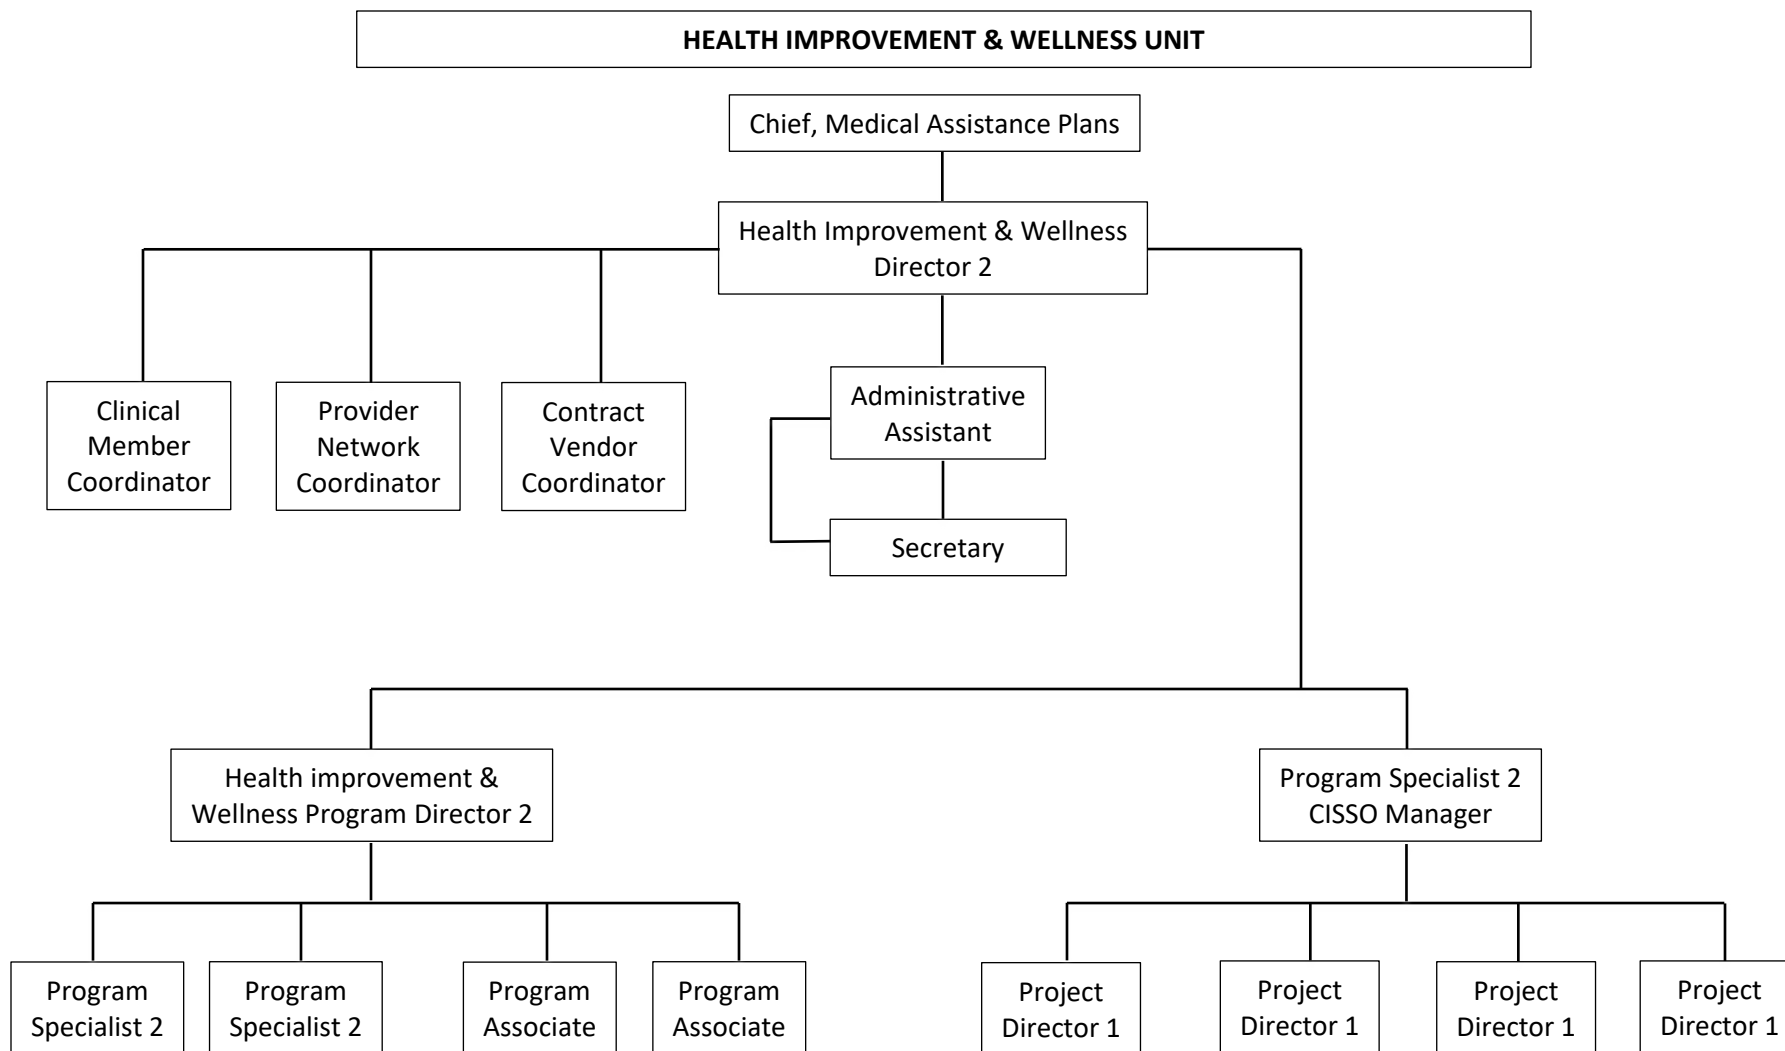 HEALTH IMPROVEMENT & WELLNESS UNIT
Chief, Medical Assistance Plans
Health Improvement & Wellness
Director 2
Clinical
Member
Coordinator
Provider
Network
Coordinator
Contract
Vendor
Coordinator
Administrative
Assistant
Secretary
Health improvement &
Wellness Program Director 2
Program Specialist 2
CISSO Manager
Program
Specialist 2
Program
Specialist 2
Program
Associate
Program
Associate
Project
Director 1
Project
Director 1
Project
Director 1
Project
Director 1